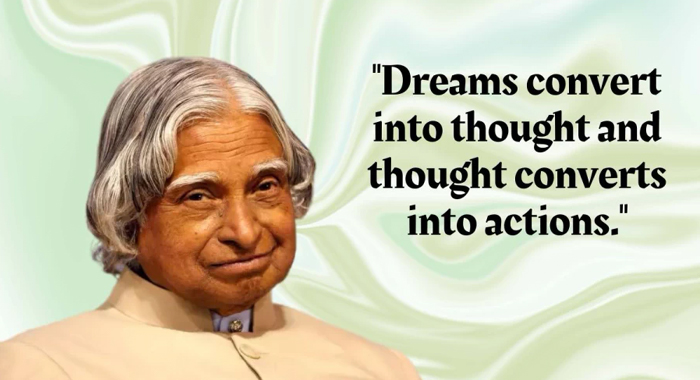 "Dreams convert
into thought and
thought converts
into actions."